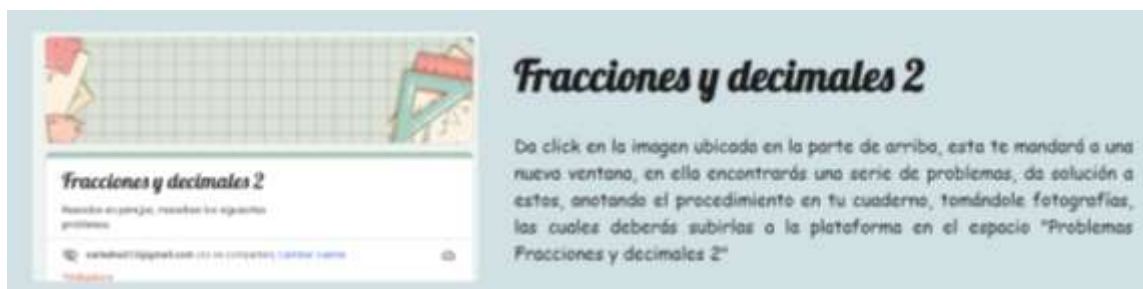 Fracciones y decimales 2
Da click en la imagen ubicada en la parte de arriba, esta te mandará a una
nueva ventana, en ella encontrarás una serie de problemas, da solución a
estos, anotando el procedimiento en tu cuaderno, tomándole fotografías,
las cuales deberás subirlas a la plataforma en el espacio "Problemas
Fracciones y decimales 2"
Fracciones y decimales 2
Reunidos en parejas, resuelvan los siguientes
problemas.